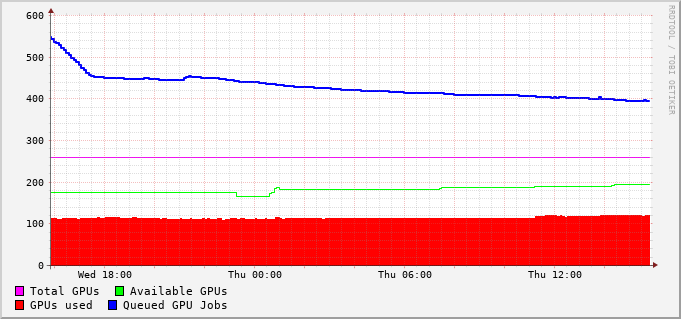 600
500
400
300
200
100
0
Wed 18:00 Thu 00:00 Thu 06:00 Thu 12:00
Total GPUs Available GPUs
GPUs used Queued GPU Jobs
RRDTOOL / TOBI OETIKER